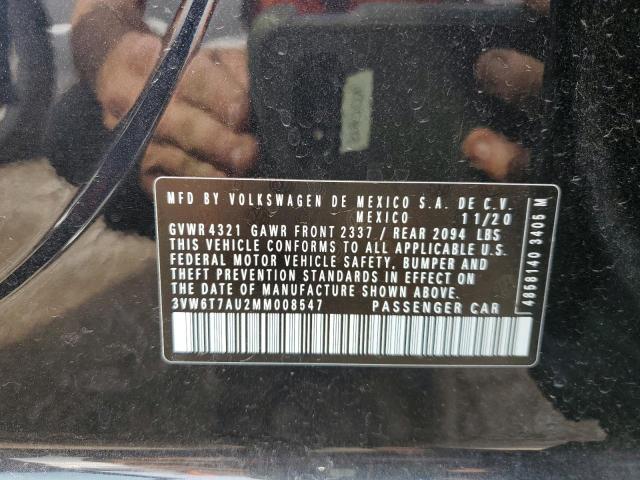 MFD BY VOLKSWAGEN DE MEXICO S.A. DE C.V.
MEXICO 11/20
GVWR 4321 GAWR FRONT 2337 / REAR 2094 LBS
THIS VEHICLE CONFORMS TO ALL APPLICABLE U.S.
FEDERAL MOTOR VEHICLE SAFETY, BUMPER AND
THEFT PREVENTION STANDARDS IN EFFECT ON
THE DATE OF MANUFACTURE SHOWN ABOVE
3VW6T7AU2MM008547 PASSENGER CAR
4858140 3406 M